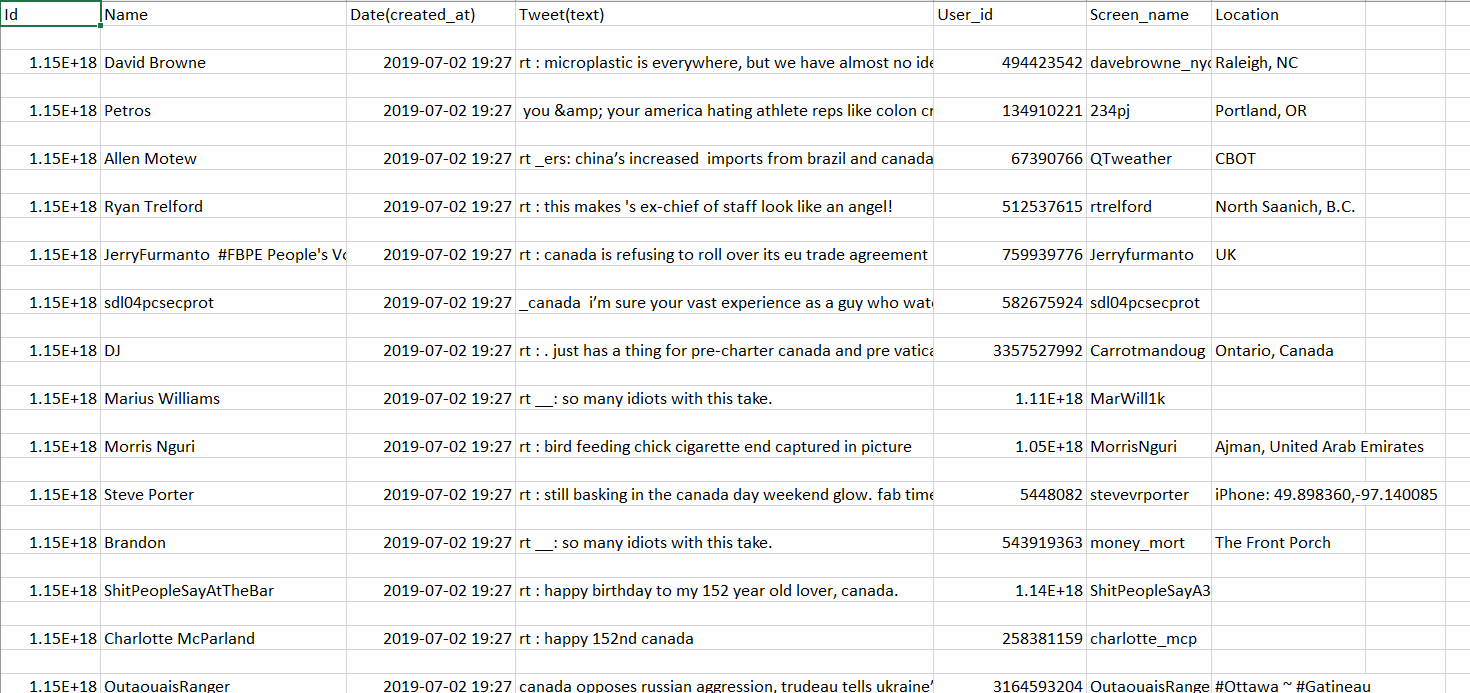 Id Name Date(created_at) Tweet(text) User_id Screen_name Location
1.15E+18 David Browne 2019-07-02 19:27 rt : microplastic is everywhere, but we have almost no 494423542 davebrowne_nyc Raleigh, NC
1.15E+18 Petros 2019-07-02 19:27 you &amp; your america hating athlete reps like colon 134910221 234pj Portland, OR
1.15E+18 Allen Motew 2019-07-02 19:27 rt _ers: china’s increased  imports from brazil and canada 67390766 QTweather CBOT
1.15E+18 Ryan Trelford 2019-07-02 19:27 rt : this makes 's ex-chief of staff look like an angel! 512537615 rtrelford North Saanich, B.C.
1.15E+18 JerryFurmanto  #FBPE People's 2019-07-02 19:27 rt : canada is refusing to roll over its eu trade agreement 759939776 Jerryfurmanto UK
1.15E+18 sdl04pcsecprot 2019-07-02 19:27 _canada  i’m sure your vast experience as a guy who 582675924 sdl04pcsecprot
1.15E+18 DJ 2019-07-02 19:27 rt : . just has a thing for pre-charter canada and pre 3357527992 Carrotmandoug Ontario, Canada
1.15E+18 Marius Williams 2019-07-02 19:27 rt __: so many idiots with this take. 1.11E+18 MarWill1k
1.15E+18 Morris Nguri 2019-07-02 19:27 rt : bird feeding chick cigarette end captured in picture 1.05E+18 MorrisNguri Ajman, United Arab Emirates
1.15E+18 Steve Porter 2019-07-02 19:27 rt : still basking in the canada day weekend glow. fab time 5448082 stevevrporter iPhone: 49.898360,-97.140085
1.15E+18 Brandon 2019-07-02 19:27 rt __: so many idiots with this take. 543919363 money_mort The Front Porch
1.15E+18 ShitPeopleSayAtTheBar 2019-07-02 19:27 rt : happy birthday to my 152 year old lover, canada. 1.14E+18 ShitPeopleSayA3
1.15E+18 Charlotte McParland 2019-07-02 19:27 rt : happy 152nd canada 258381159 charlotte_mcp
1.15E+18 OutaouaisRanger 2019-07-02 19:27 canada opposes russian aggression, trudeau tells ukraine’ 3164593204 OutaouaisRange #Ottawa ~ #Gatineau